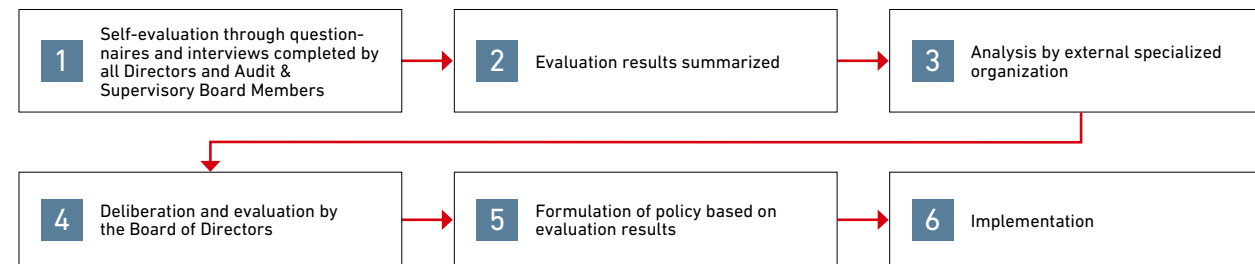 1
Self-evaluation through question-
naires and interviews completed by
all Directors and Audit &
Supervisory Board Members
2
Evaluation results summarized
3
Analysis by external specialized
organization
4
Deliberation and evaluation by
the Board of Directors
5
Formulation of policy based on
evaluation results
6
Implementation